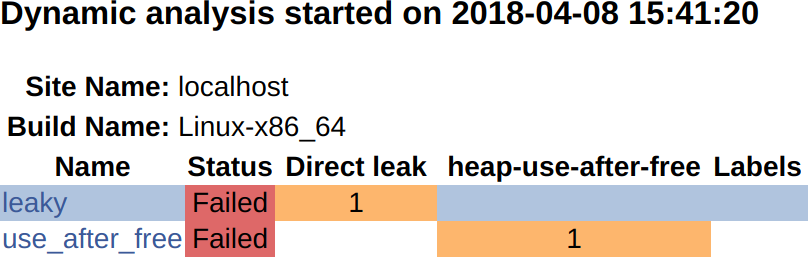 Dynamic analysis started on 2018-04-08 15:41:20
Site Name: localhost
Build Name: Linux-x86_64
Name Status Direct leak heap-use-after-free Labels
leaky Failed 1
use_after_free Failed 1